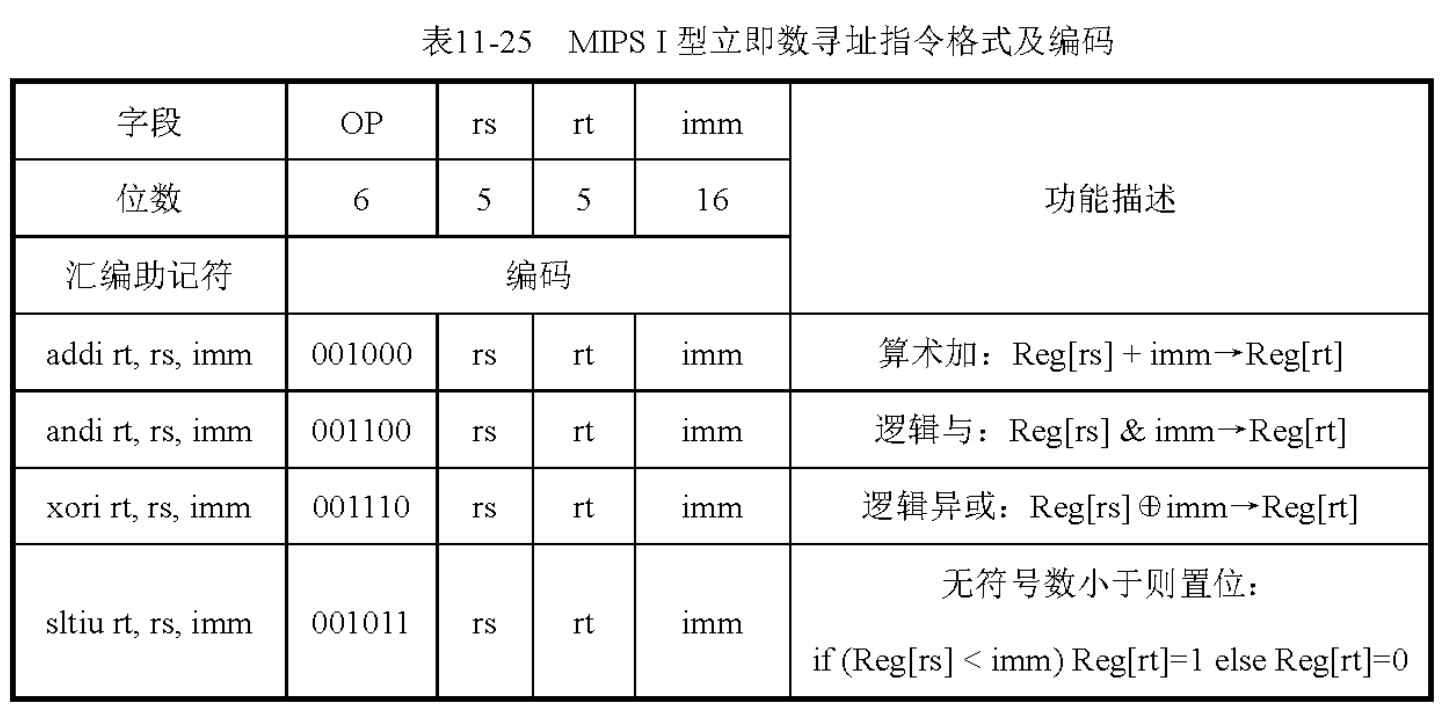 表11-25 MIPS I 型立即数寻址指令格式及编码
字段 OP rs rt imm 功能描述
位数 6 5 5 16
汇编助记符 编码
addi rt, rs, imm 001000 rs rt imm 算术加：Reg[rs] + imm→Reg[rt]
andi rt, rs, imm 001100 rs rt imm 逻辑与：Reg[rs] & imm→Reg[rt]
xori rt, rs, imm 001110 rs rt imm 逻辑异或：Reg[rs]⊕imm→Reg[rt]
sltiu rt, rs, imm 001011 rs rt imm 无符号数小于则置位：
if (Reg[rs] < imm) Reg[rt]=1 else Reg[rt]=0